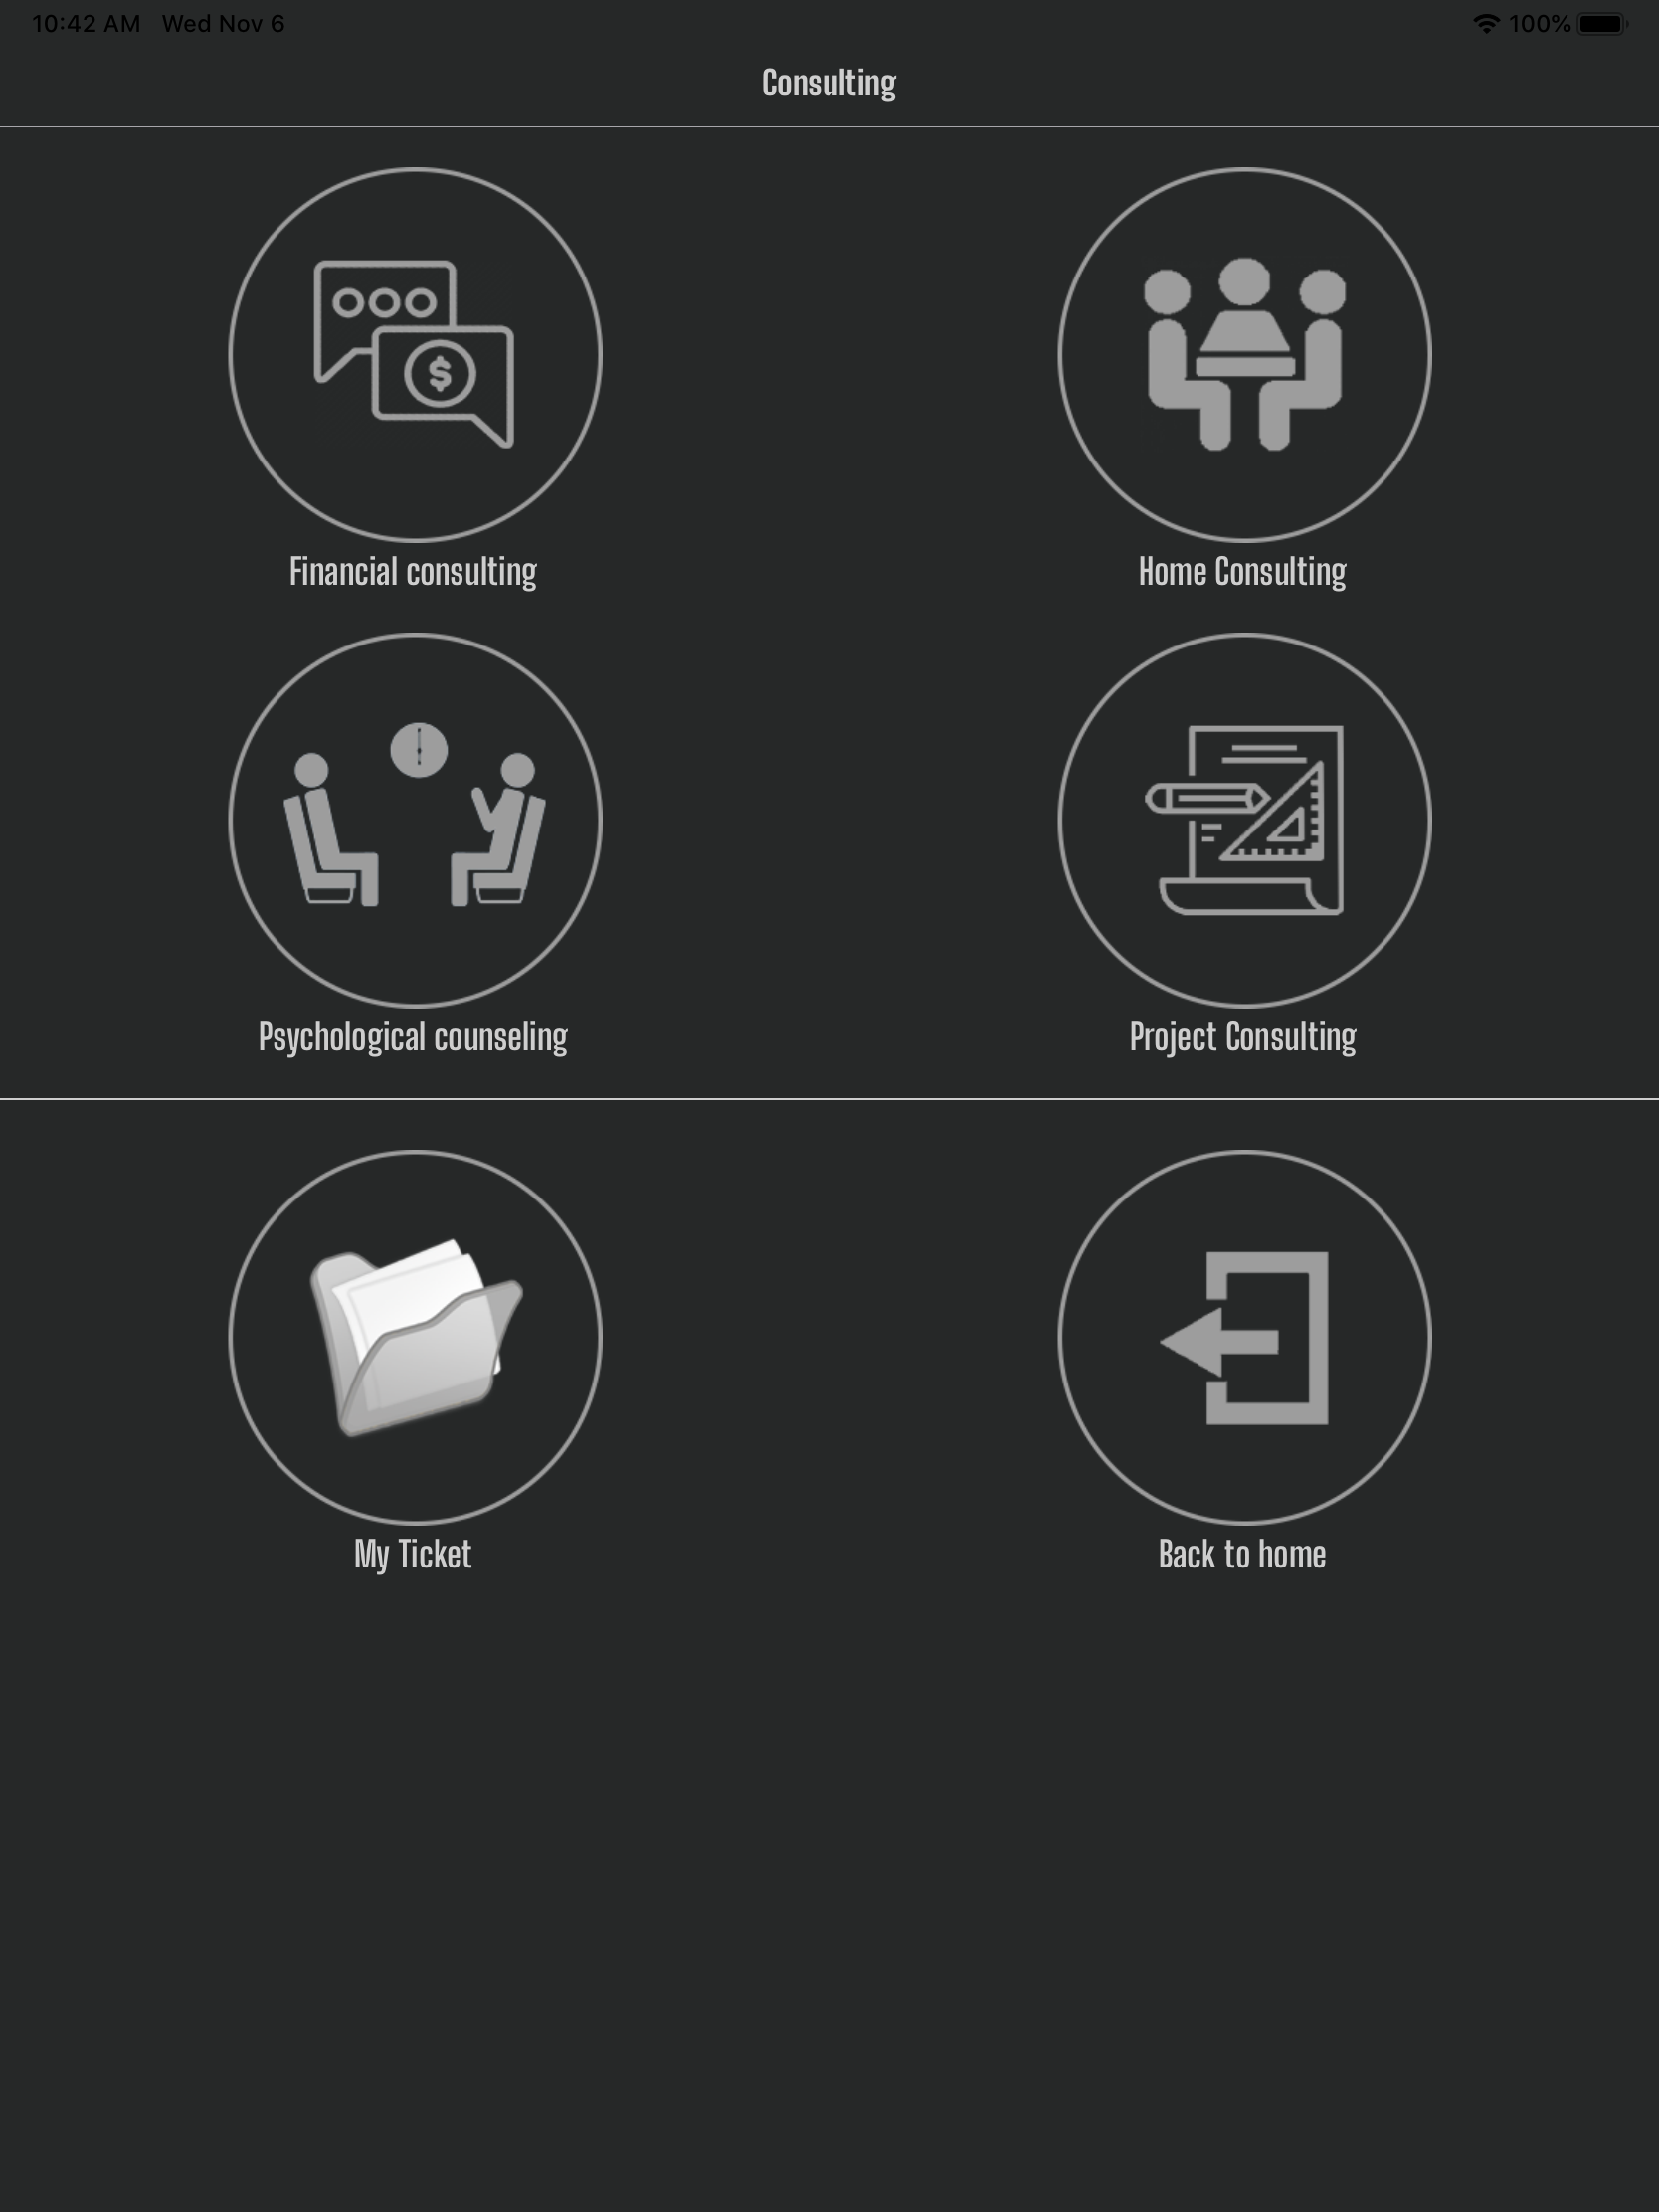 10:42 AM Wed Nov 6
100%
Consulting
$
Financial consulting
Home Consulting
Psychological counseling
Project Consulting
My Ticket
Back to home